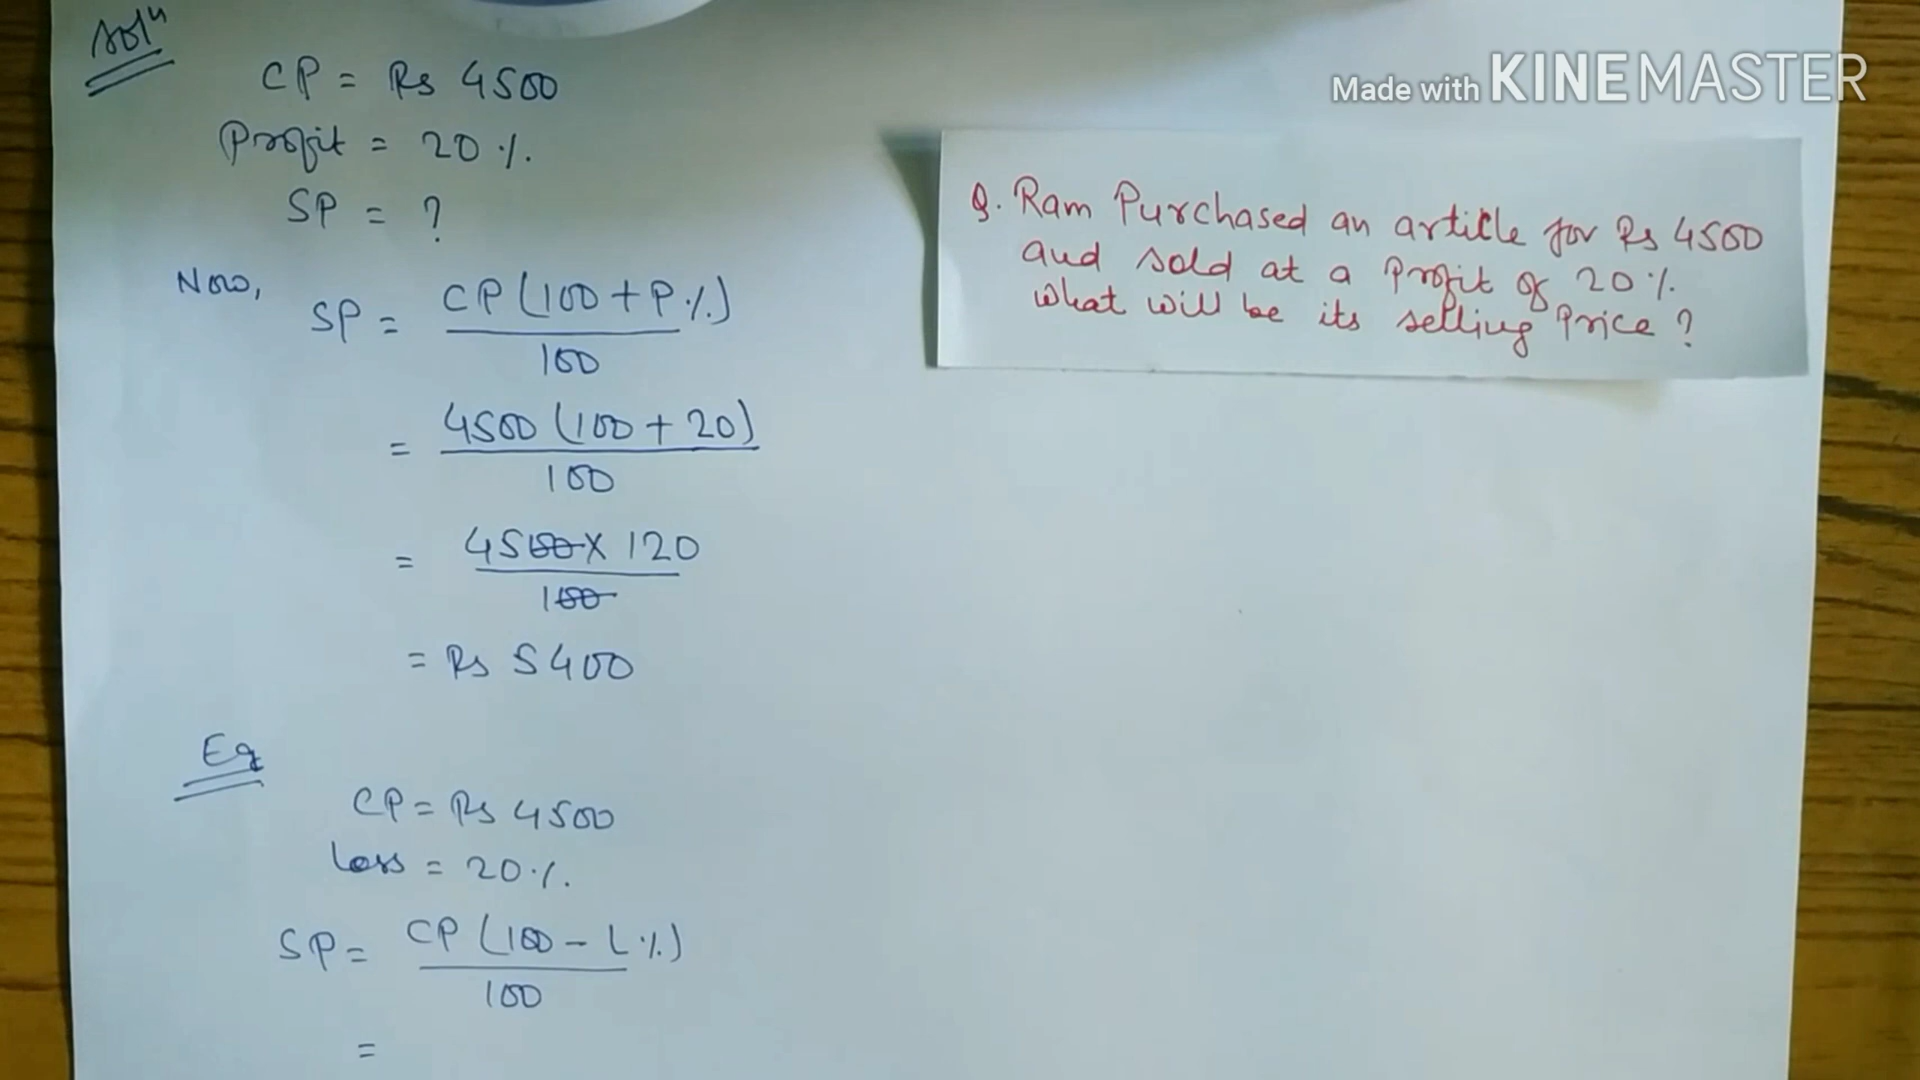 Soln
CP = Rs 4500
Profit = 20%.
SP = ?
Now,
SP = CP (100 + P%)
100
= 4500 (100 + 20)
100
= 4500 X 120
100
= Rs 5400
Eg
CP = Rs 4500
Loss = 20%.
SP = CP (100 - L%)
100
=
Made with KINEMASTER
Q. Ram Purchased an article for Rs 4500
and sold at a Profit of 20%.
what will be its selling Price ?